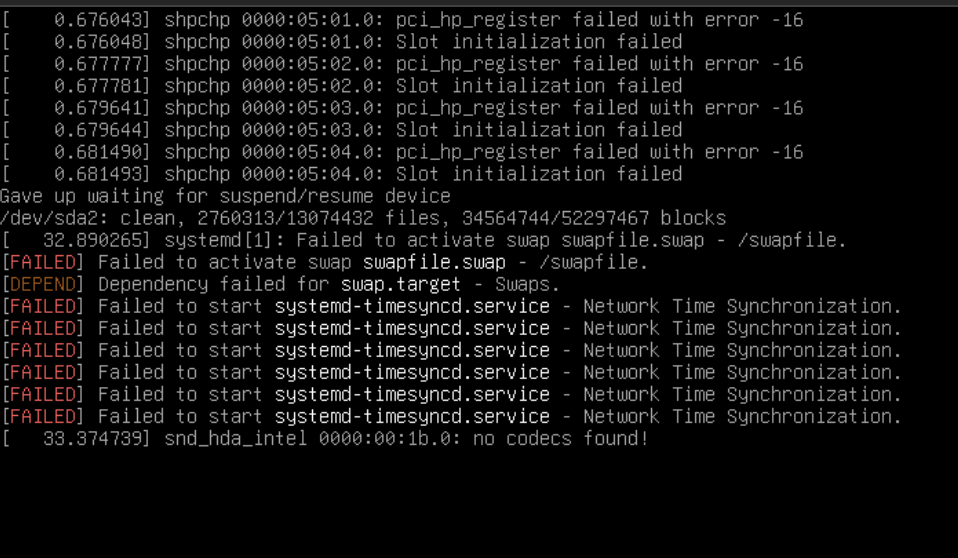 [    0.676043] shpchp 0000:05:01.0: pci_hp_register failed with error -16
[    0.676048] shpchp 0000:05:01.0: Slot initialization failed
[    0.677777] shpchp 0000:05:02.0: pci_hp_register failed with error -16
[    0.677781] shpchp 0000:05:02.0: Slot initialization failed
[    0.679641] shpchp 0000:05:03.0: pci_hp_register failed with error -16
[    0.679644] shpchp 0000:05:03.0: Slot initialization failed
[    0.681490] shpchp 0000:05:04.0: pci_hp_register failed with error -16
[    0.681493] shpchp 0000:05:04.0: Slot initialization failed
Gave up waiting for suspend/resume device
/dev/sda2: clean, 2760313/13074432 files, 34564744/52297467 blocks
[   32.890265] systemd[1]: Failed to activate swap swapfile.swap - /swapfile.
[FAILED] Failed to activate swap swapfile.swap - /swapfile.
[DEPEND] Dependency failed for swap.target - Swaps.
[FAILED] Failed to start systemd-timesyncd.service - Network Time Synchronization.
[FAILED] Failed to start systemd-timesyncd.service - Network Time Synchronization.
[FAILED] Failed to start systemd-timesyncd.service - Network Time Synchronization.
[FAILED] Failed to start systemd-timesyncd.service - Network Time Synchronization.
[FAILED] Failed to start systemd-timesyncd.service - Network Time Synchronization.
[FAILED] Failed to start systemd-timesyncd.service - Network Time Synchronization.
[   33.374739] snd_hda_intel 0000:00:1b.0: no codecs found!